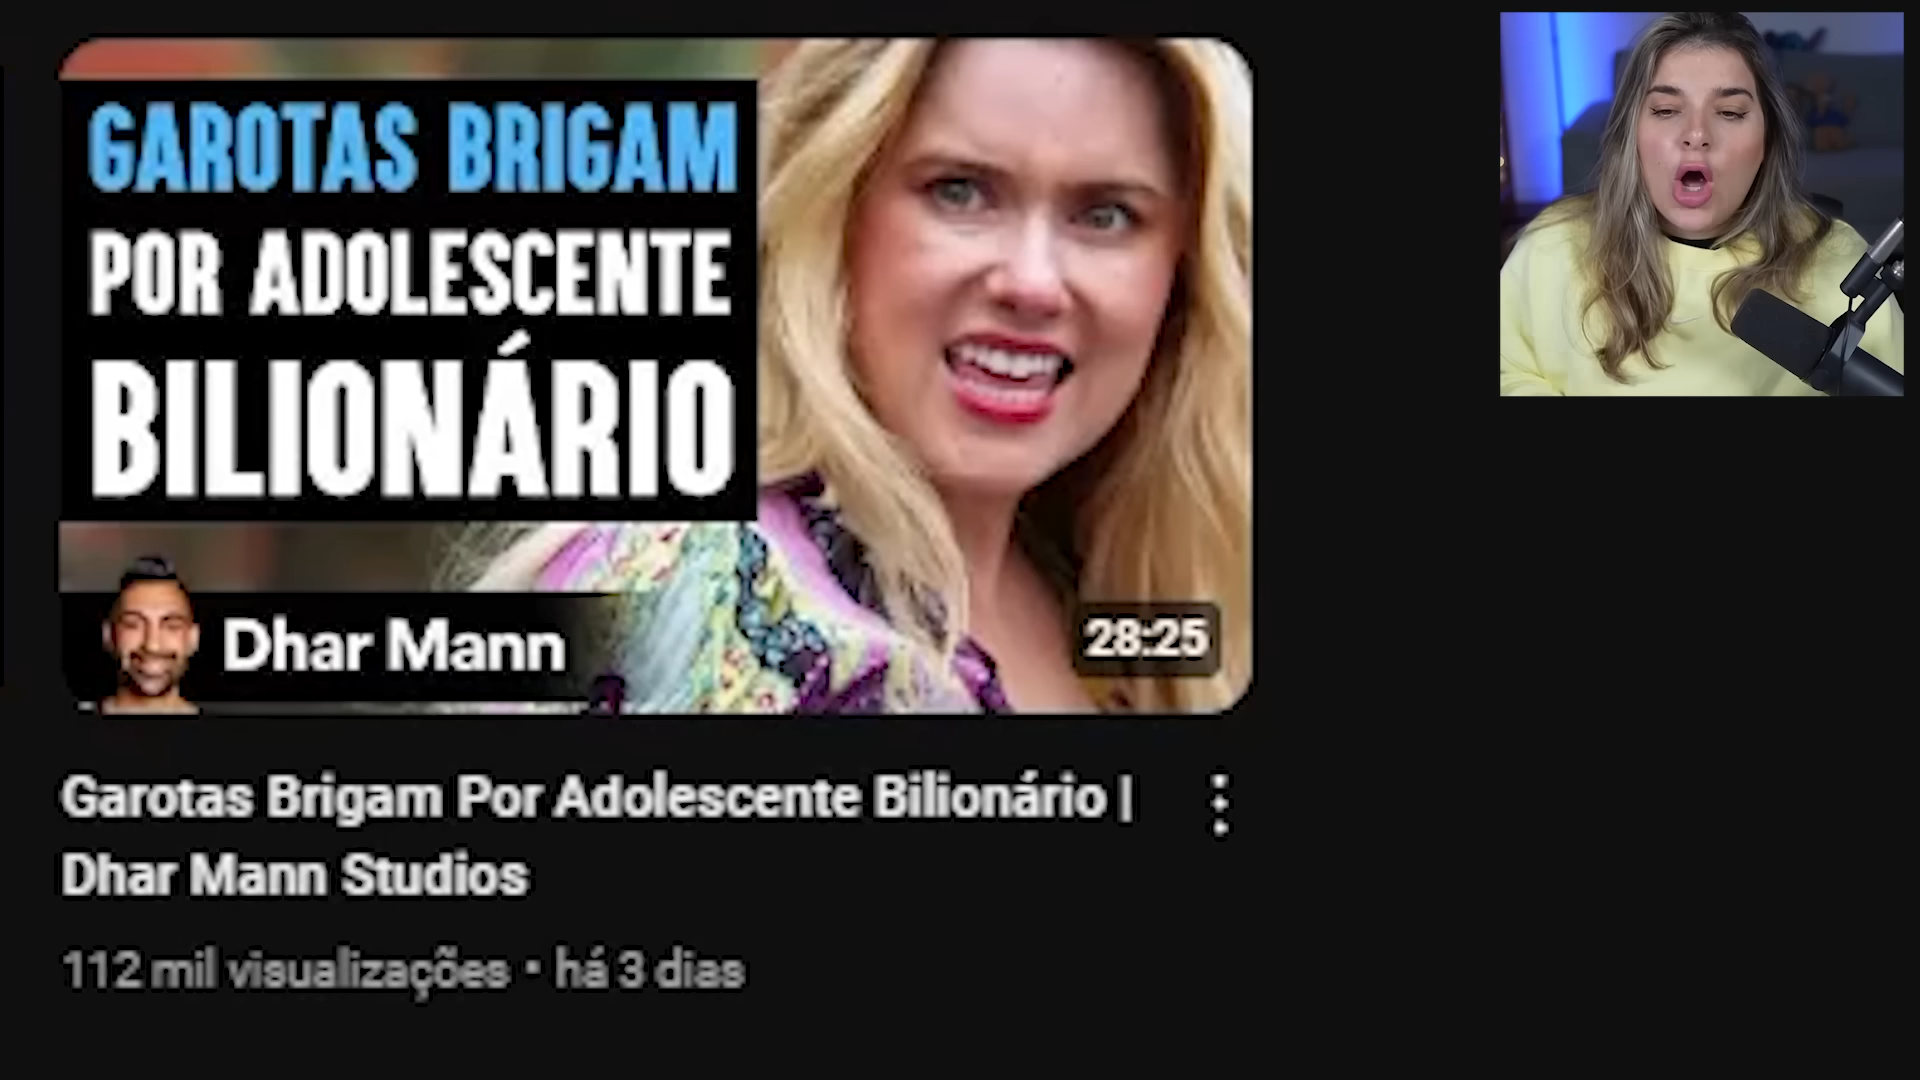 GAROTAS BRIGAM
POR ADOLESCENTE
BILIONÁRIO
Dhar Mann
28:25
Garotas Brigam Por Adolescente Bilionário |
Dhar Mann Studios
112 mil visualizações • há 3 dias